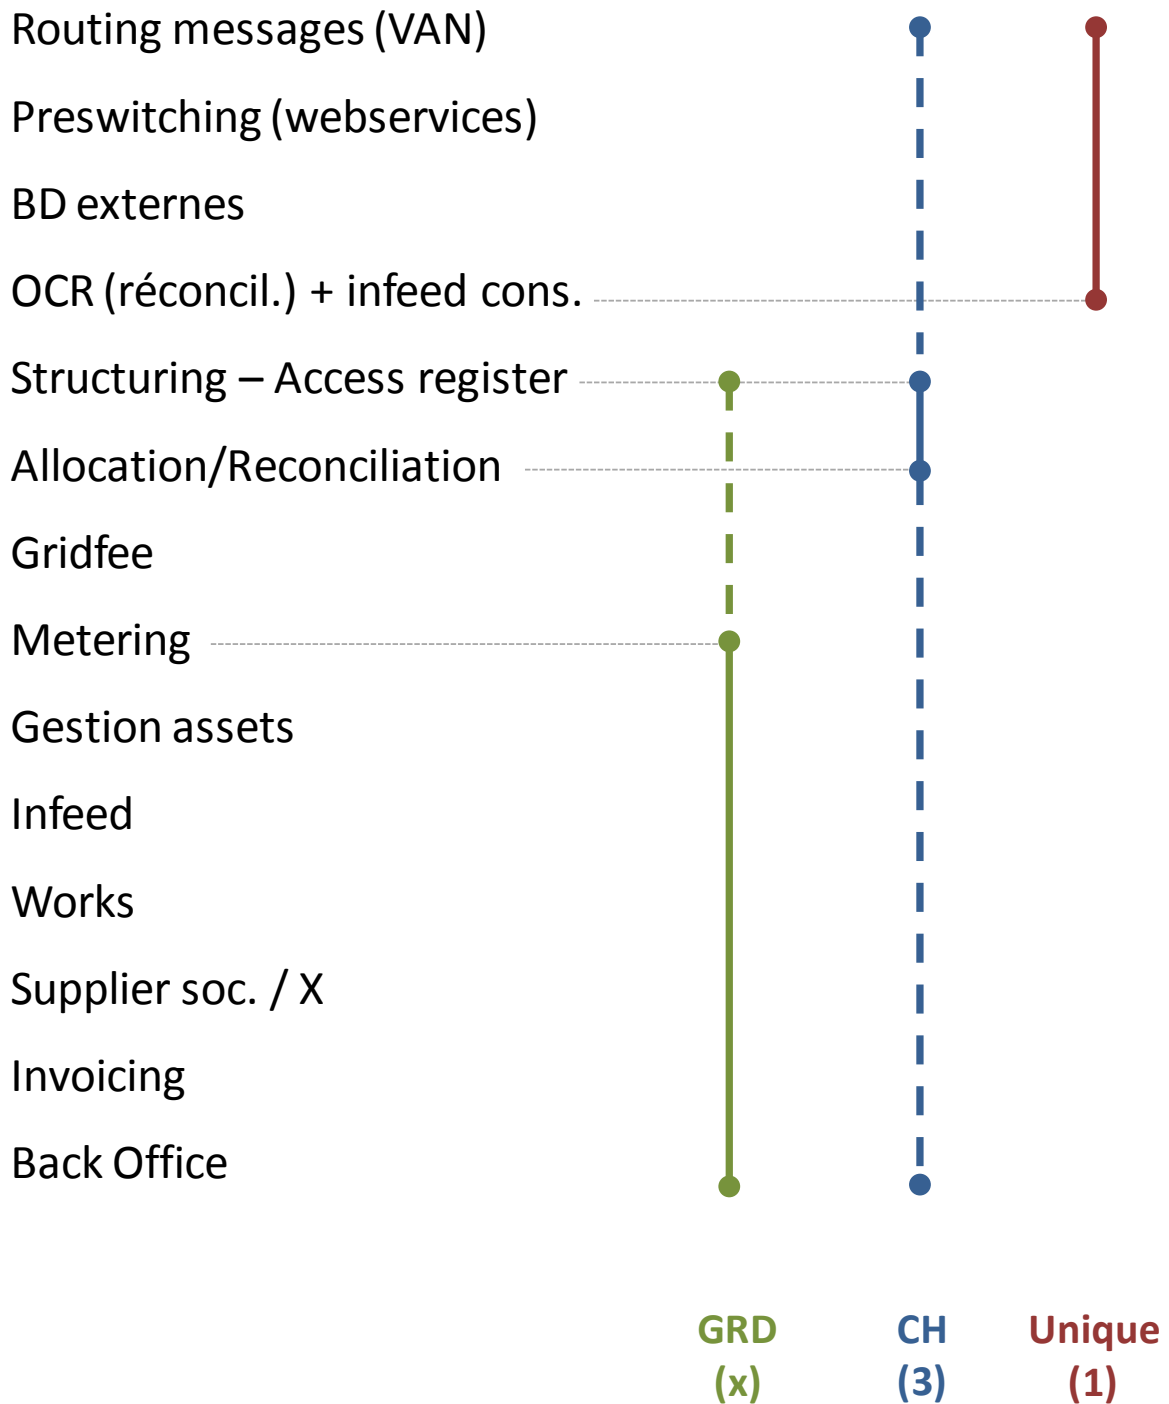 Routing messages (VAN)
Preswitching (webservices)
BD externes
OCR (réconcil.) + infeed cons.
Structuring – Access register
Allocation/Reconciliation
Gridfee
Metering
Gestion assets
Infeed
Works
Supplier soc. / X
Invoicing
Back Office
GRD CH Unique
(x) (3) (1)